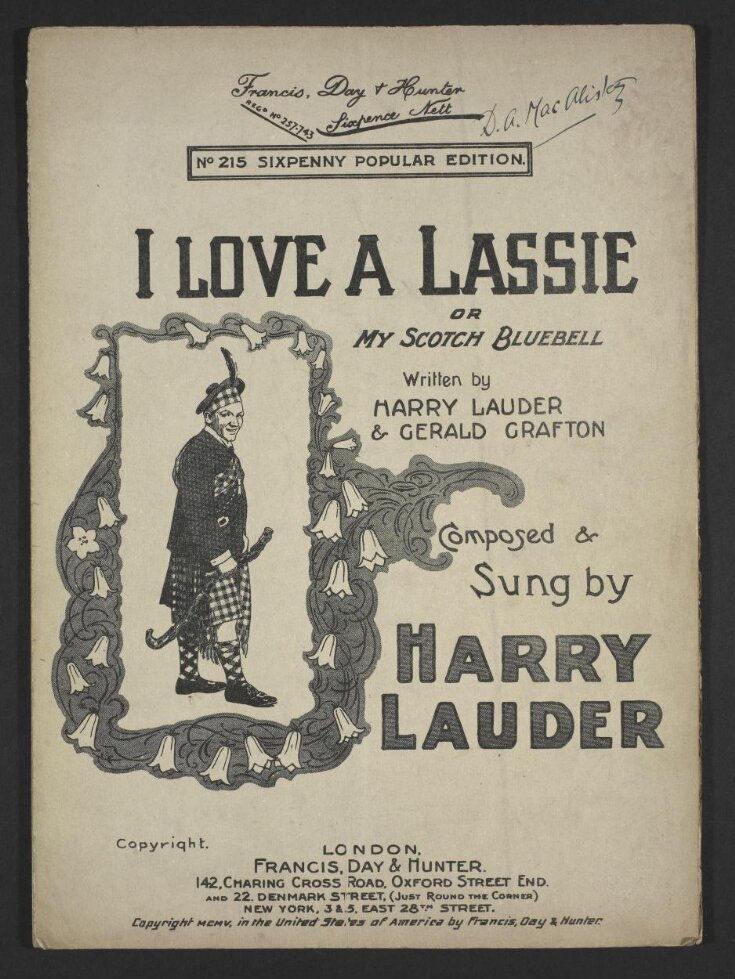 Francis, Day & Hunter
REGD No 257,743
Sixpence Nett
D. A. MacAlister
No 215 SIXPENNY POPULAR EDITION.
I LOVE A LASSIE
OR
MY SCOTCH BLUEBELL
Written by
HARRY LAUDER
& GERALD GRAFTON
Composed &
Sung by
HARRY
LAUDER
Copyright.
LONDON,
FRANCIS, DAY & HUNTER.
142, CHARING CROSS ROAD, OXFORD STREET END.
AND 22, DENMARK STREET, (JUST ROUND THE CORNER)
NEW YORK, 3 & 5, EAST 28TH STREET.
Copyright MCMV, in the United States of America by Francis, Day & Hunter.